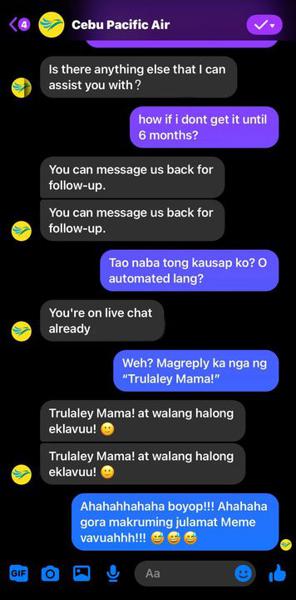 4
Cebu Pacific Air
Is there anything else that I can
assist you with?
how if i dont get it until
6 months?
You can message us back for
follow-up.
You can message us back for
follow-up.
Tao naba tong kausap ko? O
automated lang?
You're on live chat
already
Weh? Magreply ka nga ng
“Trulaley Mama!”
Trulaley Mama! at walang halong
eklavuu! 🙂
Trulaley Mama! at walang halong
eklavuu! 🙂
Ahahahhahaha boyop!!! Ahahaha
gora makruming julamat Meme
vavuahhh!!! 😅 😅 😅
GIF
Aa